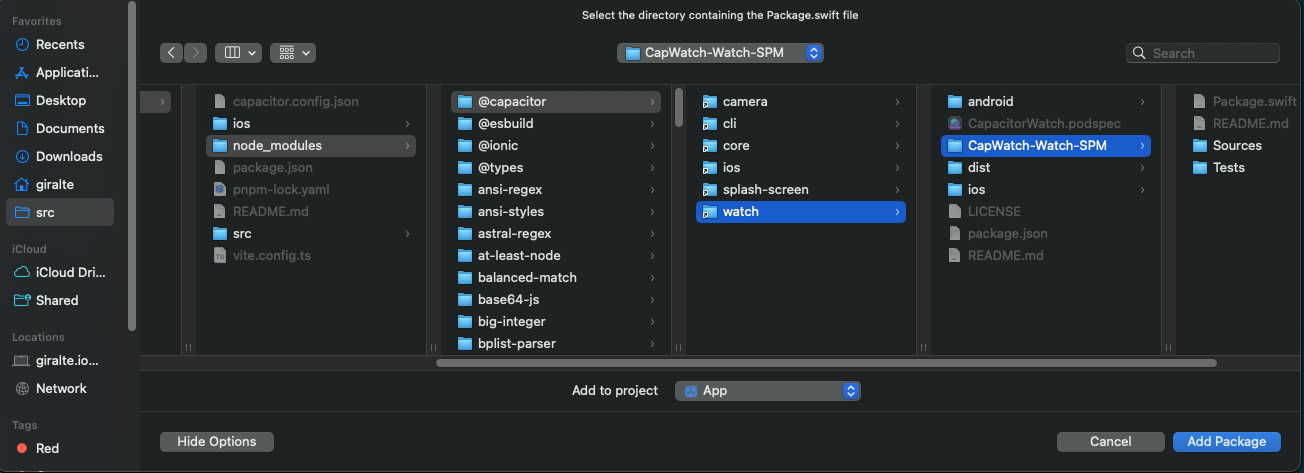 Select the directory containing the Package.swift file
Favorites
Recents
Applicati...
Desktop
Documents
Downloads
giralte
src
iCloud
iCloud Dri...
Shared
Locations
giralte.io...
Network
Tags
Red
CapWatch-Watch-SPM
Search
capacitor.config.json
ios
node_modules
package.json
pnpm-lock.yaml
README.md
src
vite.config.ts
@capacitor
@esbuild
@ionic
@types
ansi-regex
ansi-styles
astral-regex
at-least-node
balanced-match
base64-js
big-integer
bplist-parser
camera
cli
core
ios
splash-screen
watch
android
CapacitorWatch.podspec
CapWatch-Watch-SPM
dist
ios
LICENSE
package.json
README.md
Package.swift
README.md
Sources
Tests
Add to project
App
Hide Options
Cancel
Add Package